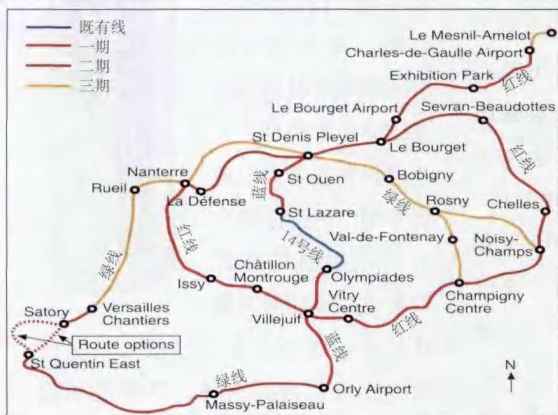 既有线
一期
二期
三期
Le Mesnil-Amelot
Charles-de-Gaulle Airport
Exhibition Park
红线
Le Bourget Airport
Sevran-Beaudottes
St Denis Pleyel
Le Bourget
Nanterre
Rueil
La Défense
蓝线
St Ouen
Bobigny
红线
绿线
Rosny
Chelles
St Lazare
红线
14号线
Val-de-Fontenay
Noisy-
Champs
绿线
Issy
Châtillon
Montrouge
Olympiades
Satory
Versailles
Chantiers
Villejuif
Vitry
Centre
红线
Champigny
Centre
Route options
St Quentin East
蓝线
绿线
Orly Airport
Massy-Palaiseau
N